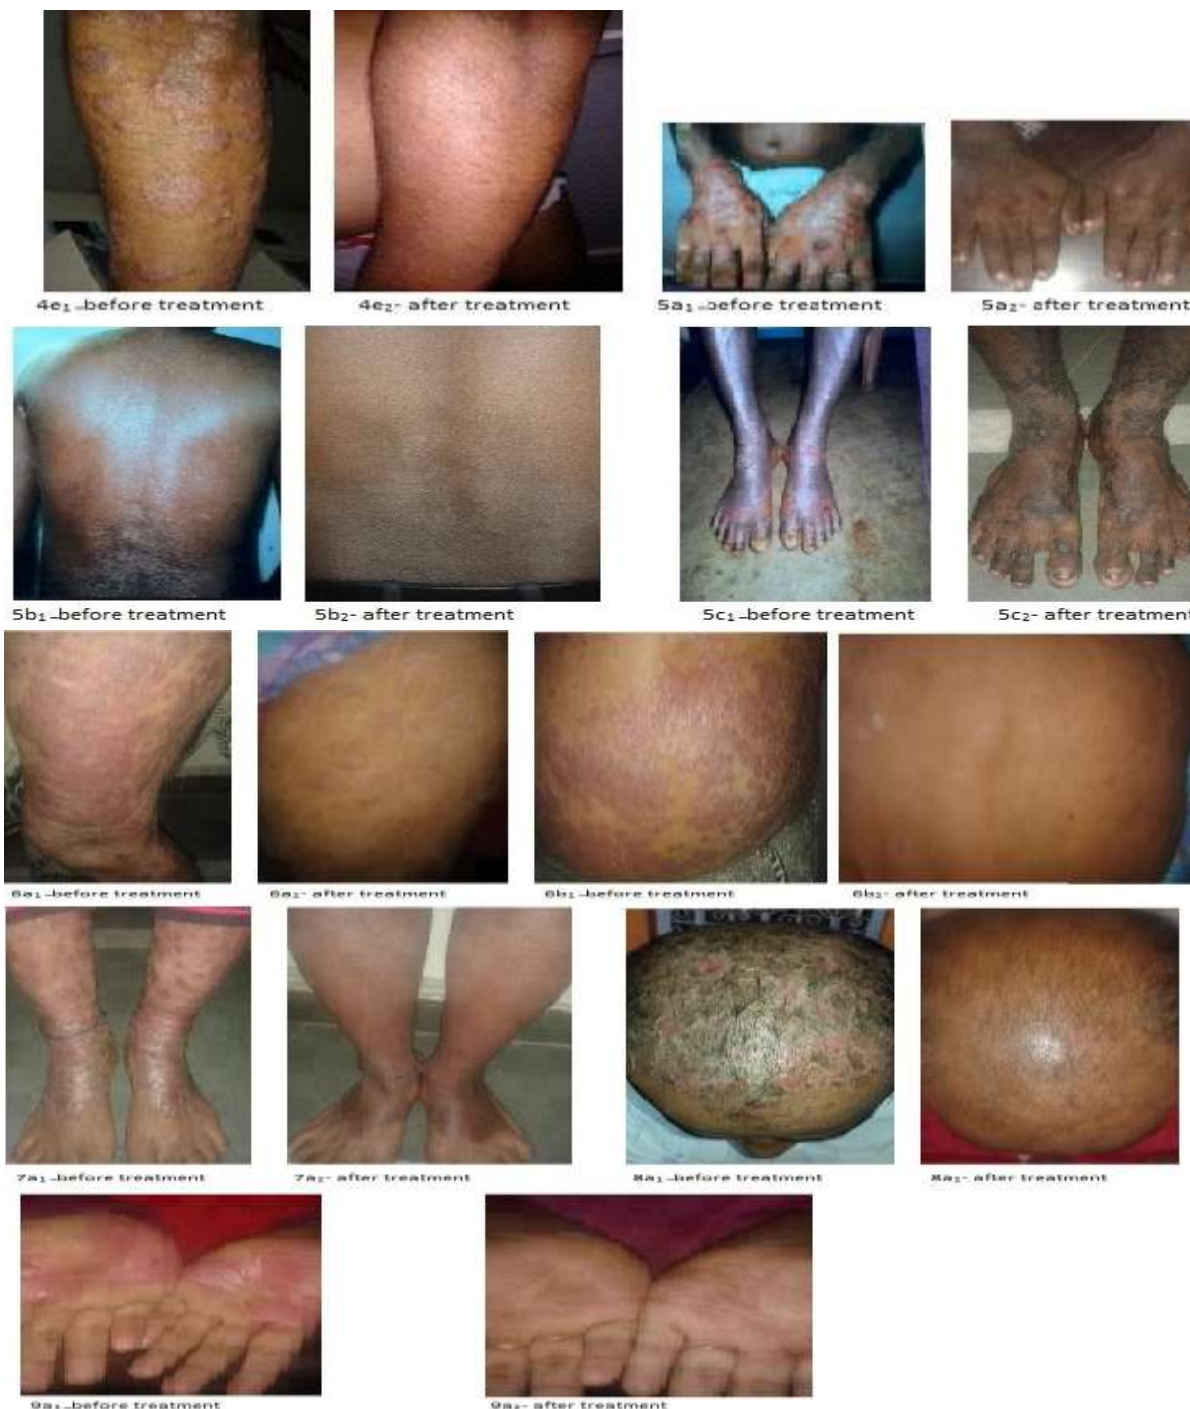 4e₁-before treatment
4e₂- after treatment
5a₁-before treatment
5a₂- after treatment
5b₁-before treatment
5b₂- after treatment
5c₁-before treatment
5c₂- after treatment
6a₁-before treatment
6a₂- after treatment
6b₁-before treatment
6b₂- after treatment
7a₁-before treatment
7a₂- after treatment
8a₁-before treatment
8a₂- after treatment
9a₁-before treatment
9a₂- after treatment